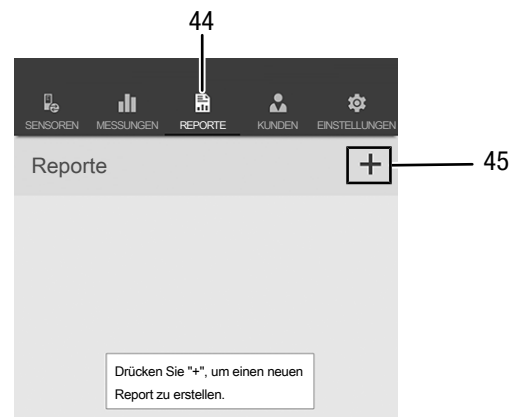 44
SENSOREN MESSUNGEN REPORTE KUNDEN EINSTELLUNGEN
Reporte +
45
Drücken Sie "+", um einen neuen
Report zu erstellen.